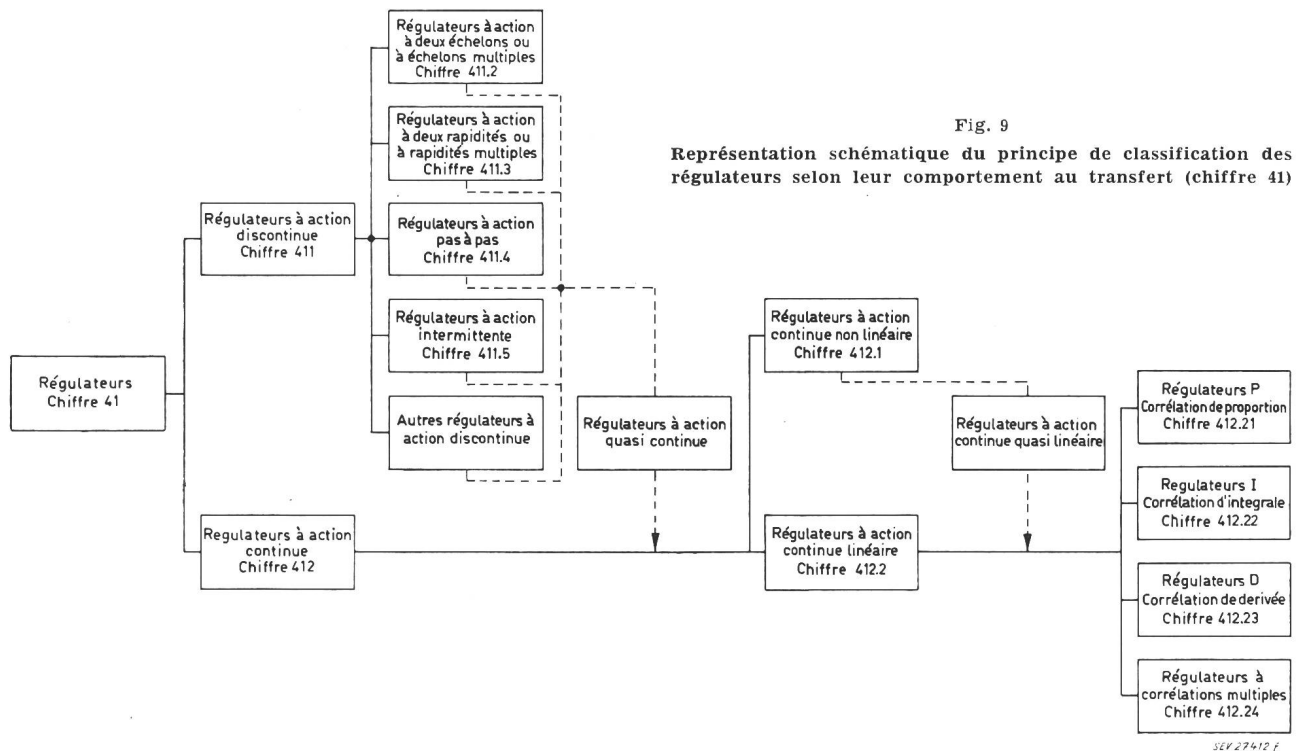 Régulateurs à action
à deux échelons ou
à échelons multiples
Chiffre 411.2
Régulateurs à action
à deux rapidités ou
à rapidités multiples
Chiffre 411.3
Fig. 9
Représentation schématique du principe de classification des
régulateurs selon leur comportement au transfert (chiffre 41)
Régulateurs à action
discontinue
Chiffre 411
Régulateurs à action
pas à pas
Chiffre 411.4
Régulateurs à action
intermittente
Chiffre 411.5
Régulateurs à action
continue non linéaire
Chiffre 412.1
Régulateurs
Chiffre 41
Autres régulateurs à
action discontinue
Régulateurs à action
quasi continue
Régulateurs à action
continue quasi linéaire
Régulateurs P
Corrélation de proportion
Chiffre 412.21
Regulateurs à action
continue
Chiffre 412
Régulateurs à action
continue linéaire
Chiffre 412.2
Regulateurs I
Corrélation d'integrale
Chiffre 412.22
Régulateurs D
Corrélation de derivée
Chiffre 412.23
Régulateurs à
corrélations multiples
Chiffre 412.24
SEV 27412 f